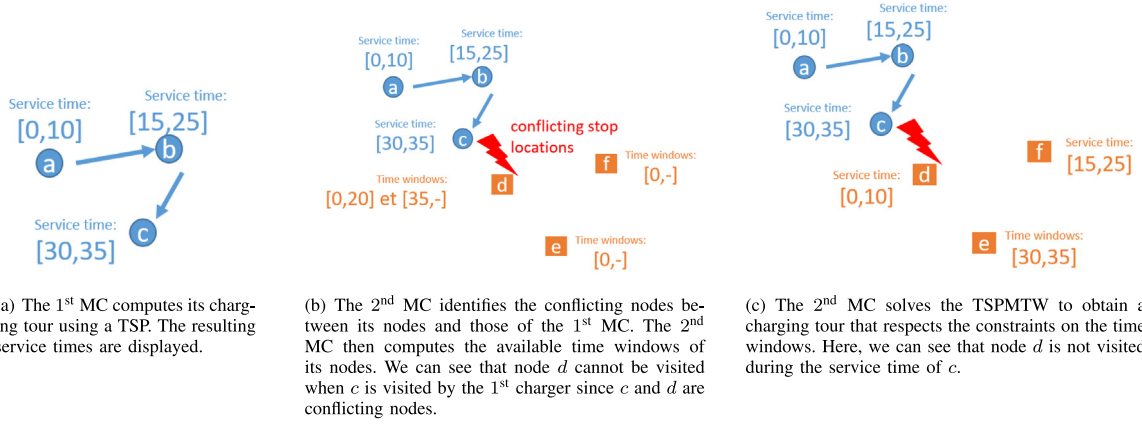 Service time:
[0,10]
a
Service time:
[15,25]
b
Service time:
[30,35]
c
Service time:
[0,10]
a
Service time:
[15,25]
b
Service time:
[30,35]
c
conflicting stop
locations
Time windows:
[0,20] et [35,-]
d
f
Time windows:
[0,-]
e
Time windows:
[0,-]
Service time:
[0,10]
a
Service time:
[15,25]
b
Service time:
[30,35]
c
d
Service time:
[0,10]
f
Service time:
[15,25]
e
Time windows:
[30,35]
a) The 1st MC computes its charg-
ng tour using a TSP. The resulting
service times are displayed.
(b) The 2nd MC identifies the conflicting nodes be-
tween its nodes and those of the 1st MC. The 2nd
MC then computes the available time windows of
its nodes. We can see that node d cannot be visited
when c is visited by the 1st charger since c and d are
conflicting nodes.
(c) The 2nd MC solves the TSPMTW to obtain a
charging tour that respects the constraints on the time
windows. Here, we can see that node d is not visited
during the service time of c.